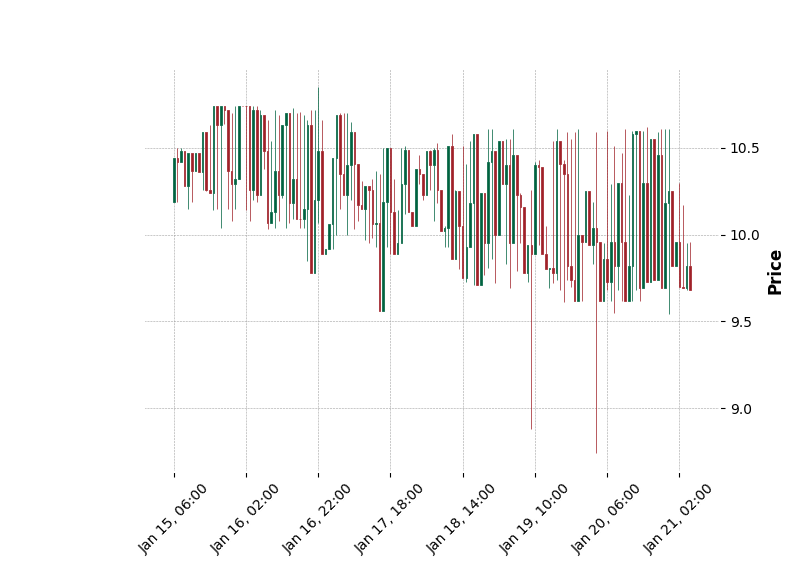 10.5
10.0
9.5
9.0
Price
Jan 15, 06:00
Jan 16, 02:00
Jan 16, 22:00
Jan 17, 18:00
Jan 18, 14:00
Jan 19, 10:00
Jan 20, 06:00
Jan 21, 02:00